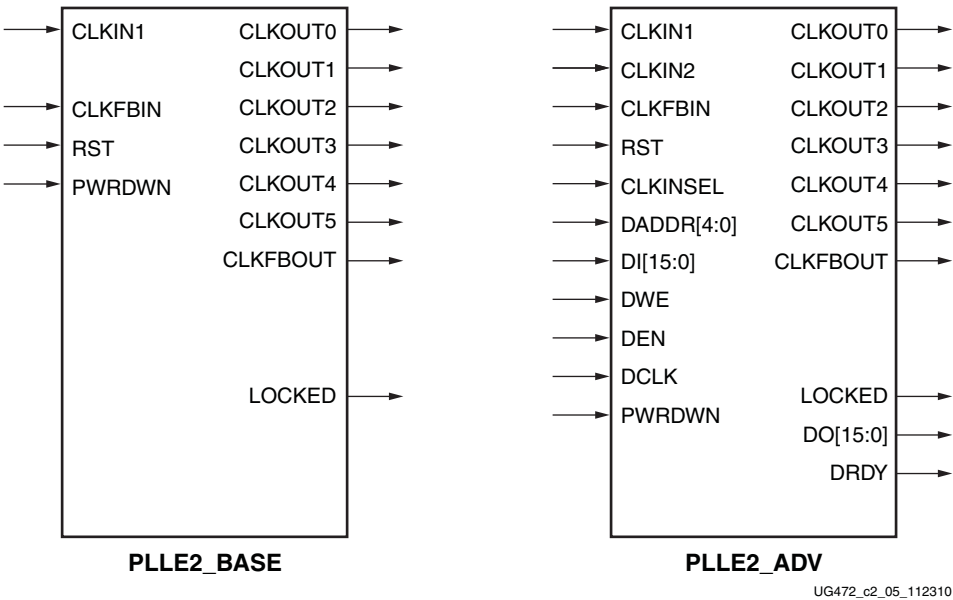 CLKIN1 CLKOUT0
CLKOUT1
CLKFBIN CLKOUT2
RST CLKOUT3
PWRDWN CLKOUT4
CLKOUT5
CLKFBOUT
LOCKED
PLLE2_BASE
CLKIN1 CLKOUT0
CLKIN2 CLKOUT1
CLKFBIN CLKOUT2
RST CLKOUT3
CLKINSEL CLKOUT4
DADDR[4:0] CLKOUT5
DI[15:0] CLKFBOUT
DWE
DEN
DCLK LOCKED
PWRDWN DO[15:0]
DRDY
PLLE2_ADV
UG472_c2_05_112310